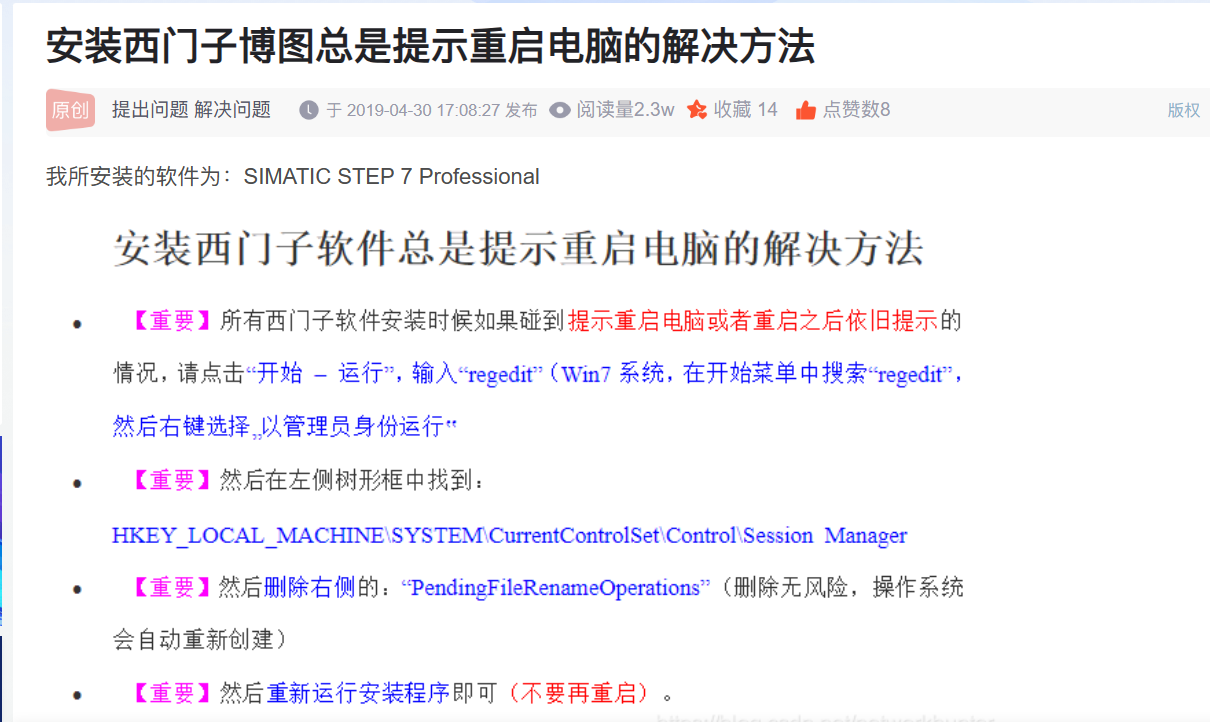 安装西门子博图总是提示重启电脑的解决方法
原创 提出问题 解决问题 于 2019-04-30 17:08:27 发布 阅读量2.3w 收藏 14 点赞数8 版权
我所安装的软件为：SIMATIC STEP 7 Professional
安装西门子软件总是提示重启电脑的解决方法
• 【重要】所有西门子软件安装时候如果碰到提示重启电脑或者重启之后依旧提示的
情况，请点击“开始 – 运行”，输入“regedit”（Win7 系统，在开始菜单中搜索“regedit”，
然后右键选择„以管理员身份运行“
• 【重要】然后在左侧树形框中找到：
HKEY_LOCAL_MACHINE\SYSTEM\CurrentControlSet\Control\Session Manager
• 【重要】然后删除右侧的：“PendingFileRenameOperations”（删除无风险，操作系统
会自动重新创建）
• 【重要】然后重新运行安装程序即可（不要再重启）。